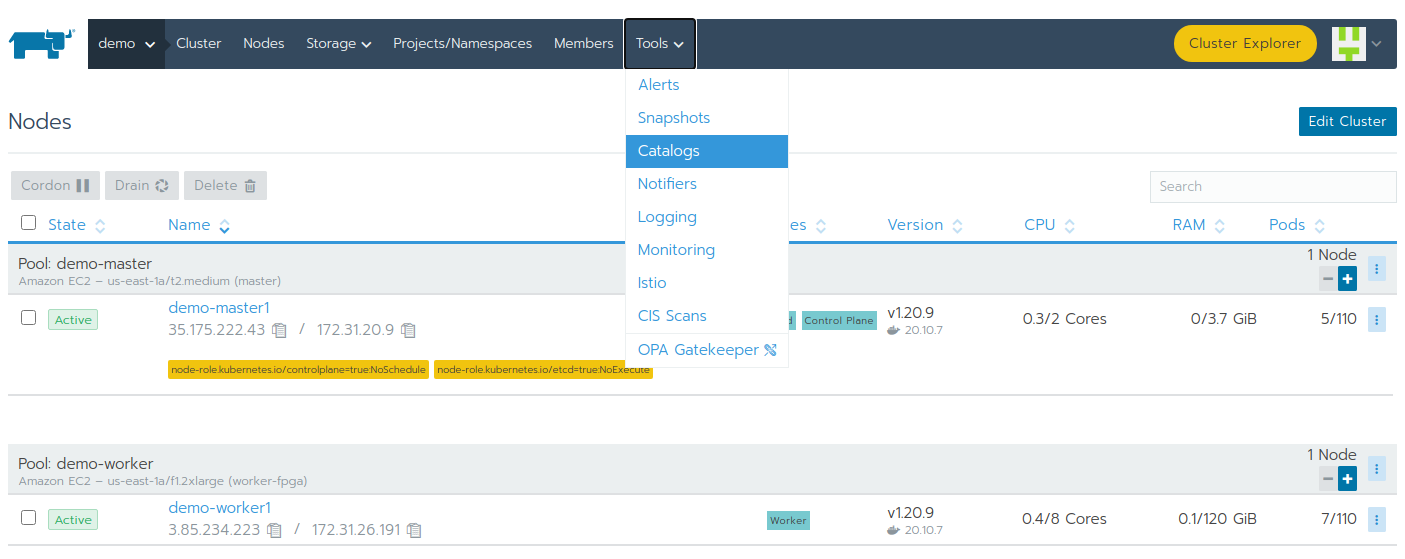 demo Cluster Nodes Storage Projects/Namespaces Members Tools Cluster Explorer
Alerts
Snapshots
Catalogs
Notifiers
Logging
Monitoring
Istio
CIS Scans
OPA Gatekeeper
Nodes Edit Cluster
Cordon Drain Delete Search
State Name es Version CPU RAM Pods
Pool: demo-master 1 Node
Amazon EC2 – us-east-1a/t2.medium (master)
Active demo-master1 d Control Plane v1.20.9 0.3/2 Cores 0/3.7 GiB 5/110
35.175.222.43 / 172.31.20.9 20.10.7
node-role.kubernetes.io/controlplane=true:NoSchedule node-role.kubernetes.io/etcd=true:NoExecute
Pool: demo-worker 1 Node
Amazon EC2 – us-east-1a/f1.2xlarge (worker-fpga)
Active demo-worker1 Worker v1.20.9 0.4/8 Cores 0.1/120 GiB 7/110
3.85.234.223 / 172.31.26.191 20.10.7